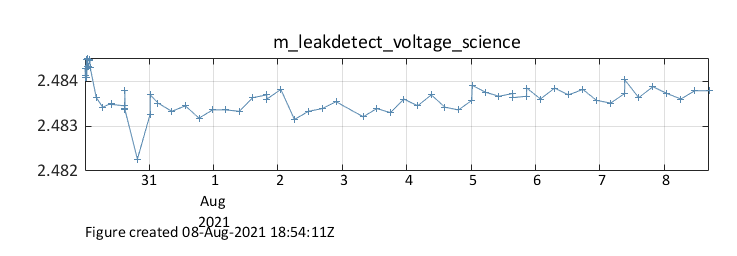 m_leakdetect_voltage_science
2.484
2.483
2.482
31 1 2 3 4 5 6 7 8
Aug
2021
Figure created 08-Aug-2021 18:54:11Z